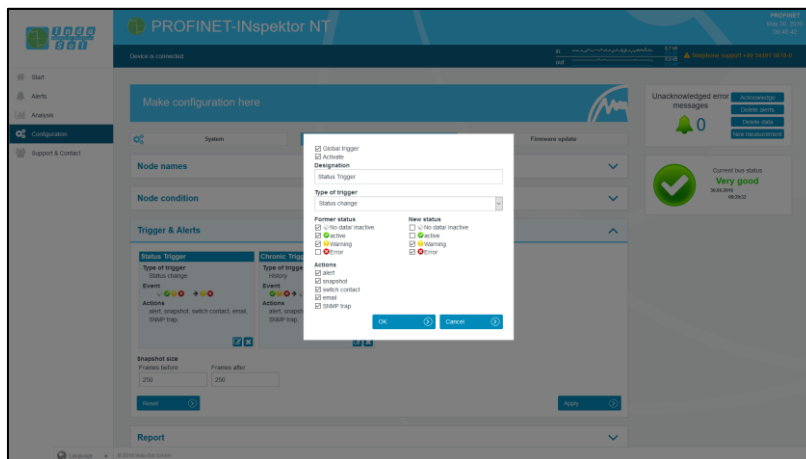 PROFINET-INspektor NT
PROFINET
May 30, 2016
Device is connected
in
out
Start
Alerts
Analysis
Configuration
Support & Contact
Make configuration here
System
Firmware update
Node names
Node condition
Trigger & Alerts
Status Trigger
Type of trigger
Status change
Event
Actions
alert, snapshot, switch contact, email,
SNMP trap,
Chronic Trigg
Type of trigge
History
Event
Actions
alert, snapsh
SNMP trap,
Snapshot size
Frames before
Frames after
250
250
Reset
Apply
Report
Language
Global trigger
Activate
Designation
Status Trigger
Type of trigger
Status change
Former status
New status
No data/ inactive
No data/ inactive
active
active
Warning
Warning
Error
Error
Actions
alert
snapshot
switch contact
email
SNMP trap
OK
Cancel
Unacknowledged error
messages
0
Acknowledge
Delete alerts
Delete data
New measurement
Current bus status
Very good